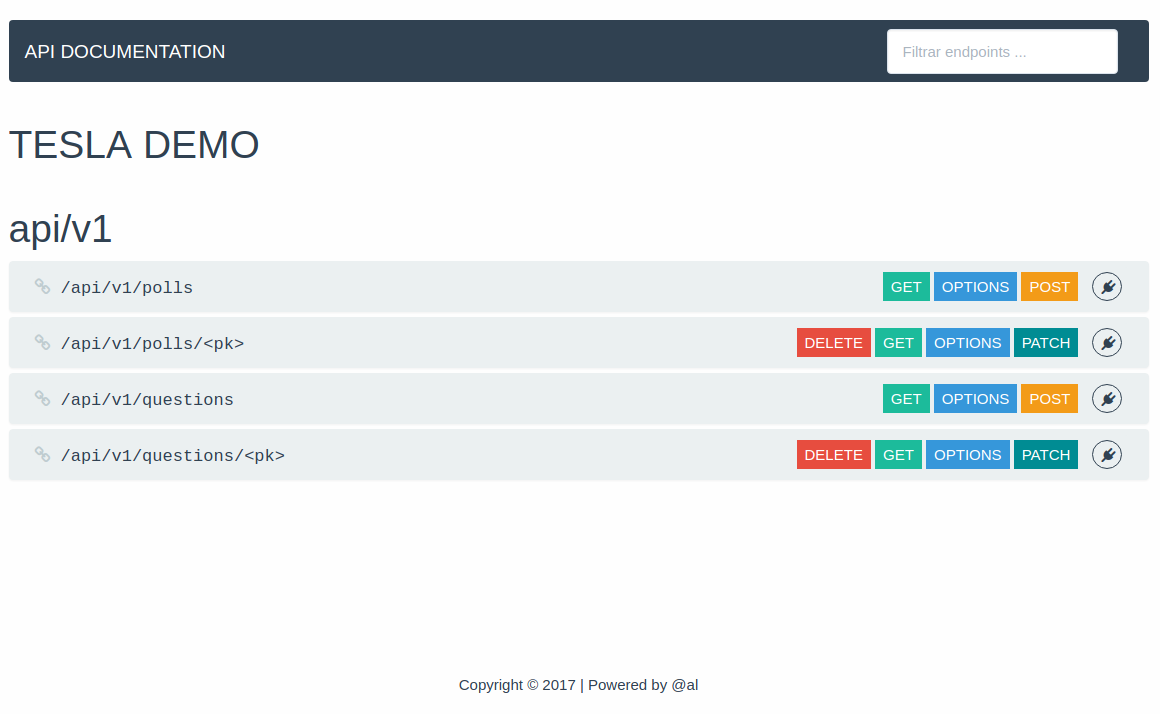 API DOCUMENTATION Filtrar endpoints ...
TESLA DEMO
api/v1
/api/v1/polls GET OPTIONS POST
/api/v1/polls/<pk> DELETE GET OPTIONS PATCH
/api/v1/questions GET OPTIONS POST
/api/v1/questions/<pk> DELETE GET OPTIONS PATCH
Copyright © 2017 | Powered by @al